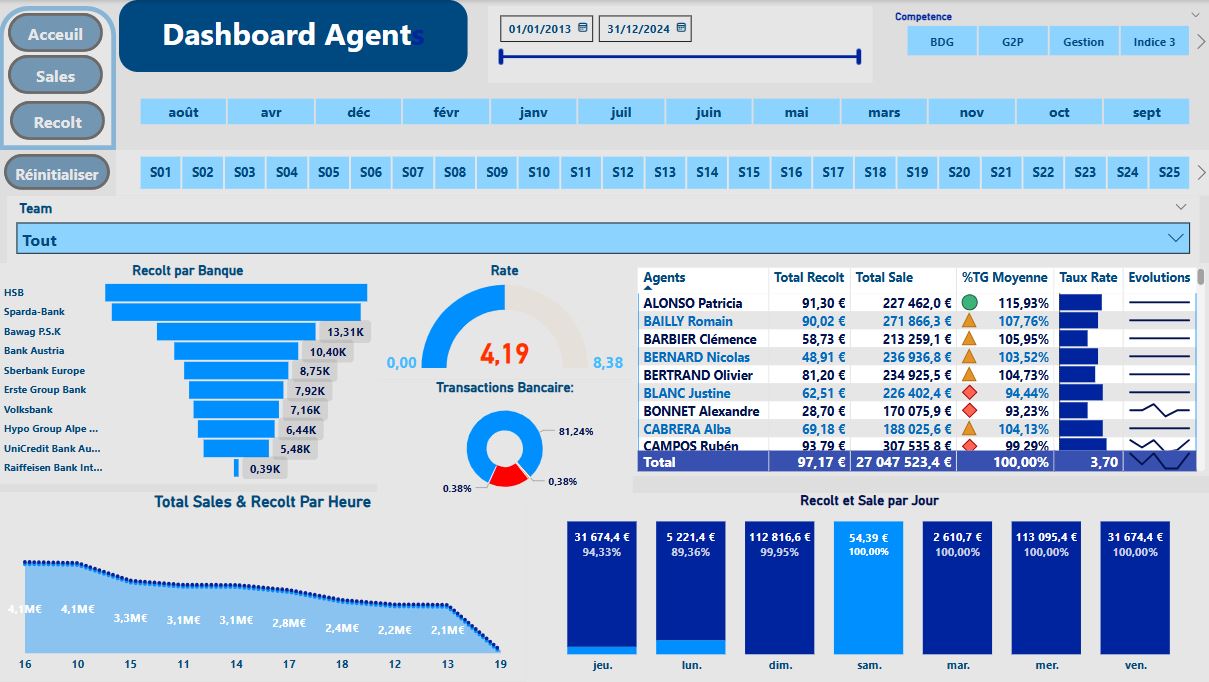 Acceuil
Sales
Recolt
Réinitialiser
Dashboard Agents
01/01/2013 31/12/2024
Competence
BDG G2P Gestion Indice 3
août avr déc févr janv juil juin mai mars nov oct sept
S01 S02 S03 S04 S05 S06 S07 S08 S09 S10 S11 S12 S13 S14 S15 S16 S17 S18 S19 S20 S21 S22 S23 S24 S25
Team
Tout
Recolt par Banque
HSB
Sparda-Bank
Bawag P.S.K 13,31K
Bank Austria 10,40K
Sberbank Europe 8,75K
Erste Group Bank 7,92K
Volksbank 7,16K
Hypo Group Alpe ... 6,44K
UniCredit Bank Au... 5,48K
Raiffeisen Bank Int... 0,39K
Rate
0,00 4,19 8,38
Transactions Bancaire:
81,24%
0,38% 0,38%
Agents Total Recolt Total Sale %TG Moyenne Taux Rate Evolutions
ALONSO Patricia 91,30 € 227 462,0 € 115,93%
BAILLY Romain 90,02 € 271 866,3 € 107,76%
BARBIER Clémence 58,73 € 213 259,1 € 105,95%
BERNARD Nicolas 48,91 € 236 936,8 € 103,52%
BERTRAND Olivier 81,20 € 234 925,5 € 104,73%
BLANC Justine 62,51 € 226 402,4 € 94,44%
BONNET Alexandre 28,70 € 170 075,9 € 93,23%
CABRERA Alba 69,18 € 188 025,6 € 104,13%
CAMPOS Rubén 93,79 € 307 535,8 € 99,29%
Total 97,17 € 27 047 523,4 € 100,00% 3,70
Total Sales & Recolt Par Heure
4,1M€ 4,1M€ 3,3M€ 3,1M€ 3,1M€ 2,8M€ 2,4M€ 2,2M€ 2,1M€
16 10 15 11 14 17 18 12 13 19
Recolt et Sale par Jour
31 674,4 € 5 221,4 € 112 816,6 € 54,39 € 2 610,7 € 113 095,4 € 31 674,4 €
94,33% 89,36% 99,95% 100,00% 100,00% 100,00% 100,00%
jeu. lun. dim. sam. mar. mer. ven.